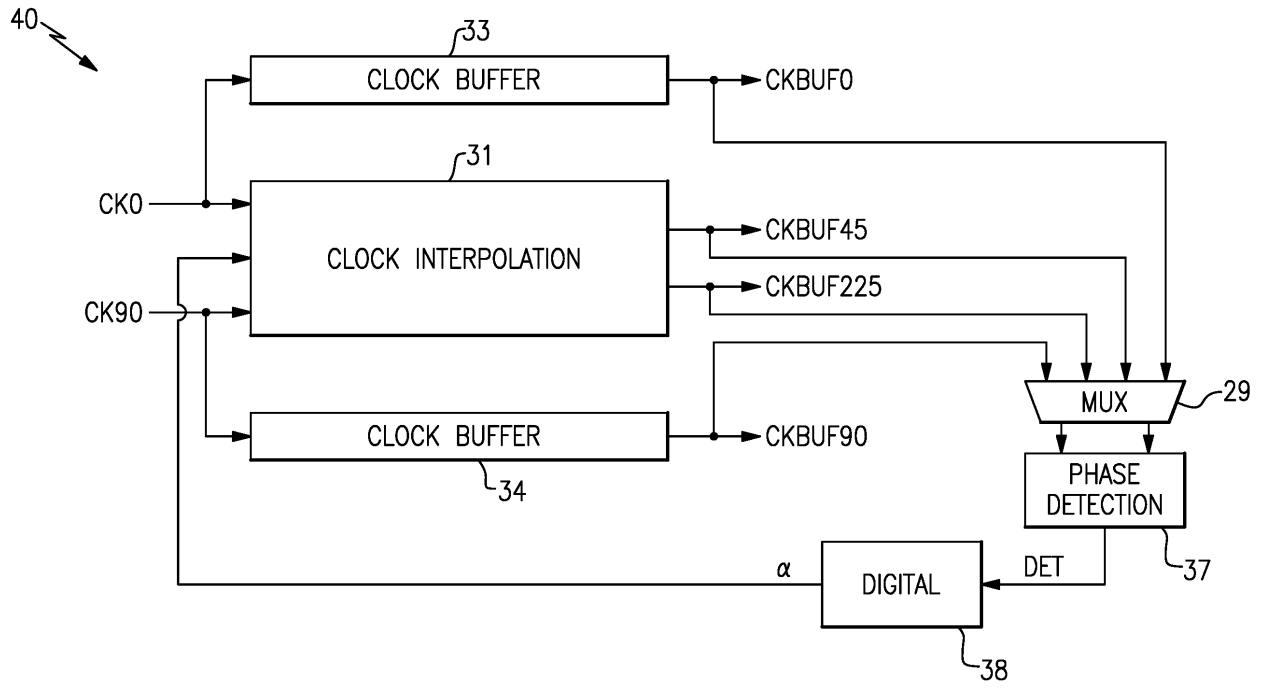 40
33
CLOCK BUFFER
CKBUF0
31
CK0
CLOCK INTERPOLATION
CKBUF45
CKBUF225
CK90
MUX
29
CLOCK BUFFER
CKBUF90
34
PHASE
DETECTION
37
α
DIGITAL
DET
38